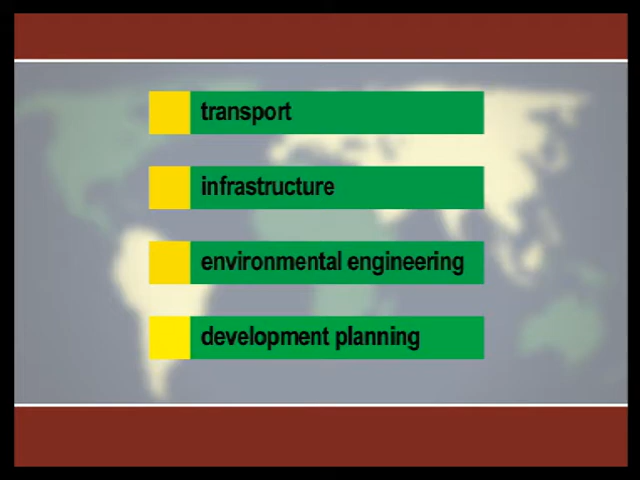 transport
infrastructure
environmental engineering
development planning